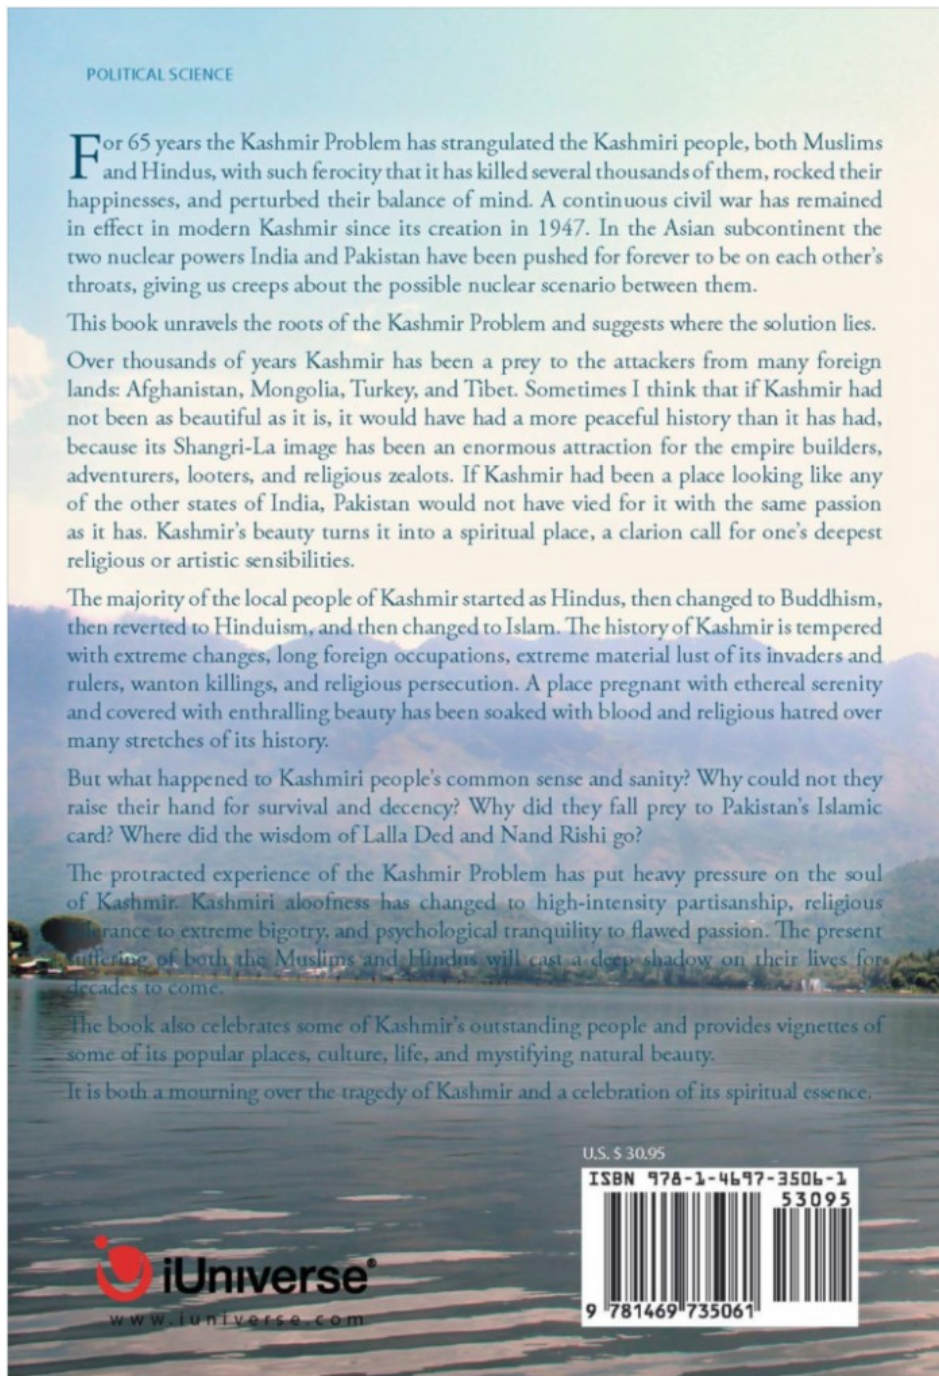 POLITICAL SCIENCE
For 65 years the Kashmir Problem has strangulated the Kashmiri people, both Muslims
and Hindus, with such ferocity that it has killed several thousands of them, rocked their
happinesses, and perturbed their balance of mind. A continuous civil war has remained
in effect in modern Kashmir since its creation in 1947. In the Asian subcontinent the
two nuclear powers India and Pakistan have been pushed for forever to be on each other's
throats, giving us creeps about the possible nuclear scenario between them.
This book unravels the roots of the Kashmir Problem and suggests where the solution lies.
Over thousands of years Kashmir has been a prey to the attackers from many foreign
lands: Afghanistan, Mongolia, Turkey, and Tibet. Sometimes I think that if Kashmir had
not been as beautiful as it is, it would have had a more peaceful history than it has had,
because its Shangri-La image has been an enormous attraction for the empire builders,
adventurers, looters, and religious zealots. If Kashmir had been a place looking like any
of the other states of India, Pakistan would not have vied for it with the same passion
as it has. Kashmir's beauty turns it into a spiritual place, a clarion call for one's deepest
religious or artistic sensibilities.
The majority of the local people of Kashmir started as Hindus, then changed to Buddhism,
then reverted to Hinduism, and then changed to Islam. The history of Kashmir is tempered
with extreme changes, long foreign occupations, extreme material lust of its invaders and
rulers, wanton killings, and religious persecution. A place pregnant with ethereal serenity
and covered with enthralling beauty has been soaked with blood and religious hatred over
many stretches of its history.
But what happened to Kashmiri people's common sense and sanity? Why could not they
raise their hand for survival and decency? Why did they fall prey to Pakistan's Islamic
card? Where did the wisdom of Lalla Ded and Nand Rishi go?
The protracted experience of the Kashmir Problem has put heavy pressure on the soul
of Kashmir. Kashmiri aloofness has changed to high-intensity partisanship, religious
tolerance to extreme bigotry, and psychological tranquility to flawed passion. The present
suffering of both the Muslims and Hindus will cast a deep shadow on their lives for
decades to come.
The book also celebrates some of Kashmir's outstanding people and provides vignettes of
some of its popular places, culture, life, and mystifying natural beauty.
It is both a mourning over the tragedy of Kashmir and a celebration of its spiritual essence.
U.S. $ 30.95
ISBN 978-1-4697-3506-1
53095
9 781469 735061
iUniverse®
www.iuniverse.com